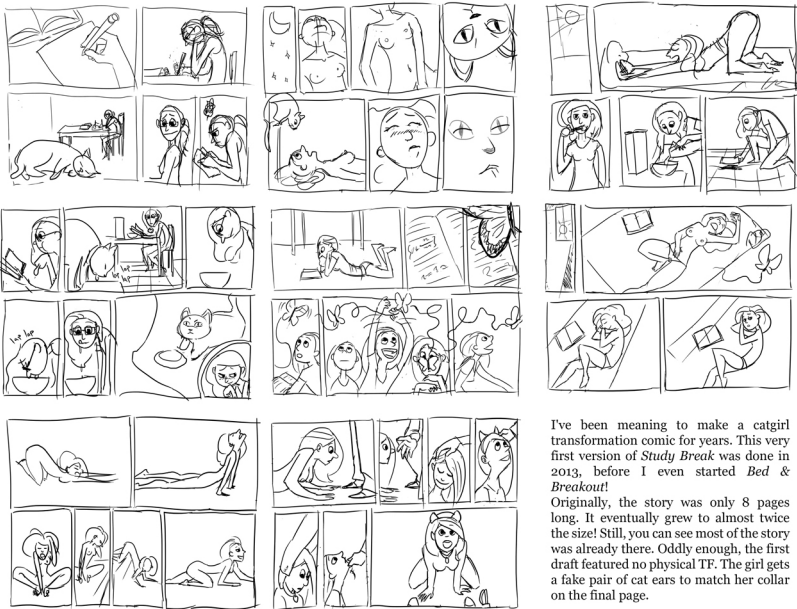 lap lap
lap lap
I've been meaning to make a catgirl
transformation comic for years. This very
first version of Study Break was done in
2013, before I even started Bed &
Breakout!
Originally, the story was only 8 pages
long. It eventually grew to almost twice
the size! Still, you can see most of the story
was already there. Oddly enough, the first
draft featured no physical TF. The girl gets
a fake pair of cat ears to match her collar
on the final page.